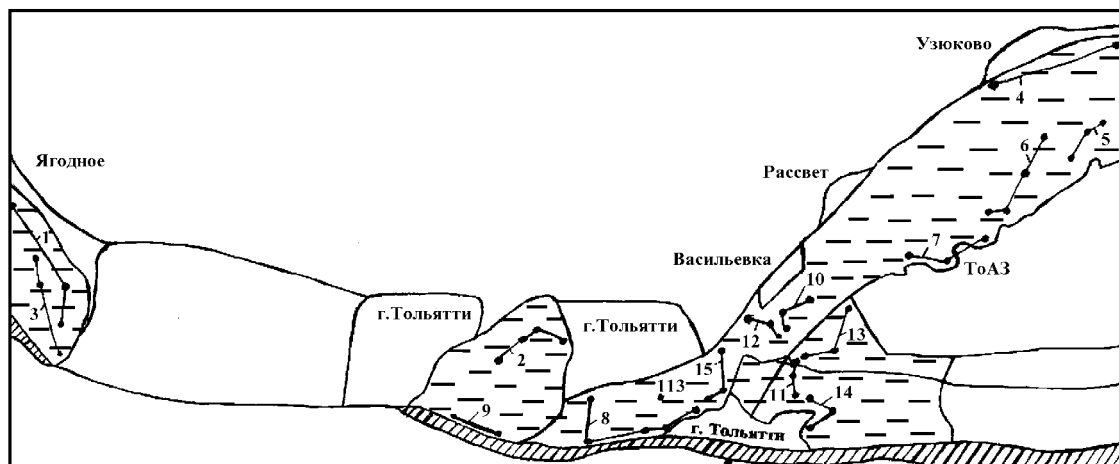 Узюково
4
5
6
Ягодное
Рассвет
1
7
ТоАЗ
Васильевка
10
3
г.Тольятти
г.Тольятти
12
13
2
15
113
11
14
9
8
г. Тольятти